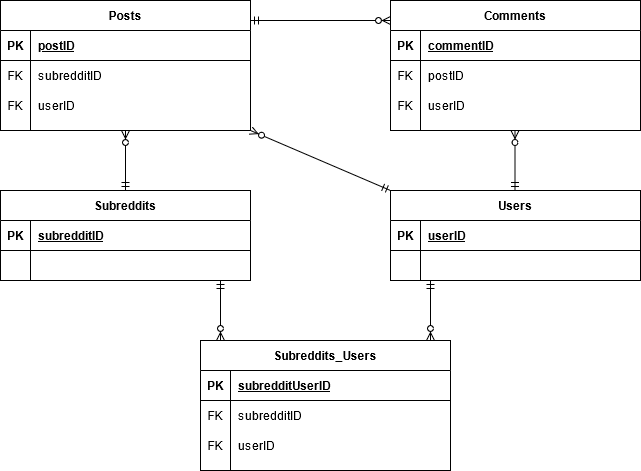 Posts
PK postID
FK subredditID
FK userID
Comments
PK commentID
FK postID
FK userID
Subreddits
PK subredditID
Users
PK userID
Subreddits_Users
PK subredditUserID
FK subredditID
FK userID